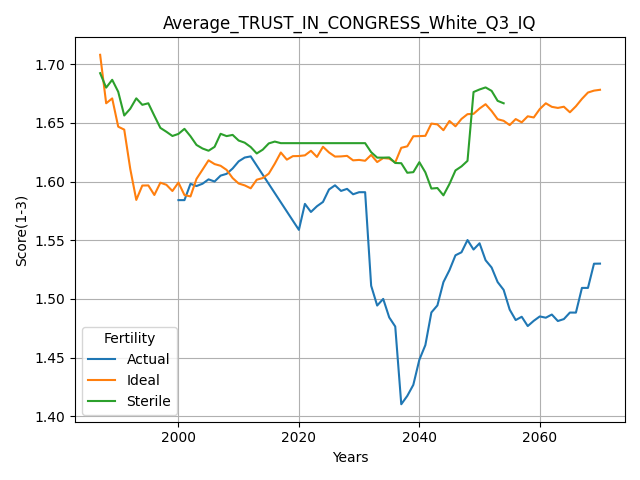 Average_TRUST_IN_CONGRESS_White_Q3_IQ
Score(1-3)
1.70
1.65
1.60
1.55
1.50
1.45
1.40
Fertility
Actual
Ideal
Sterile
2000
2020
2040
2060
Years